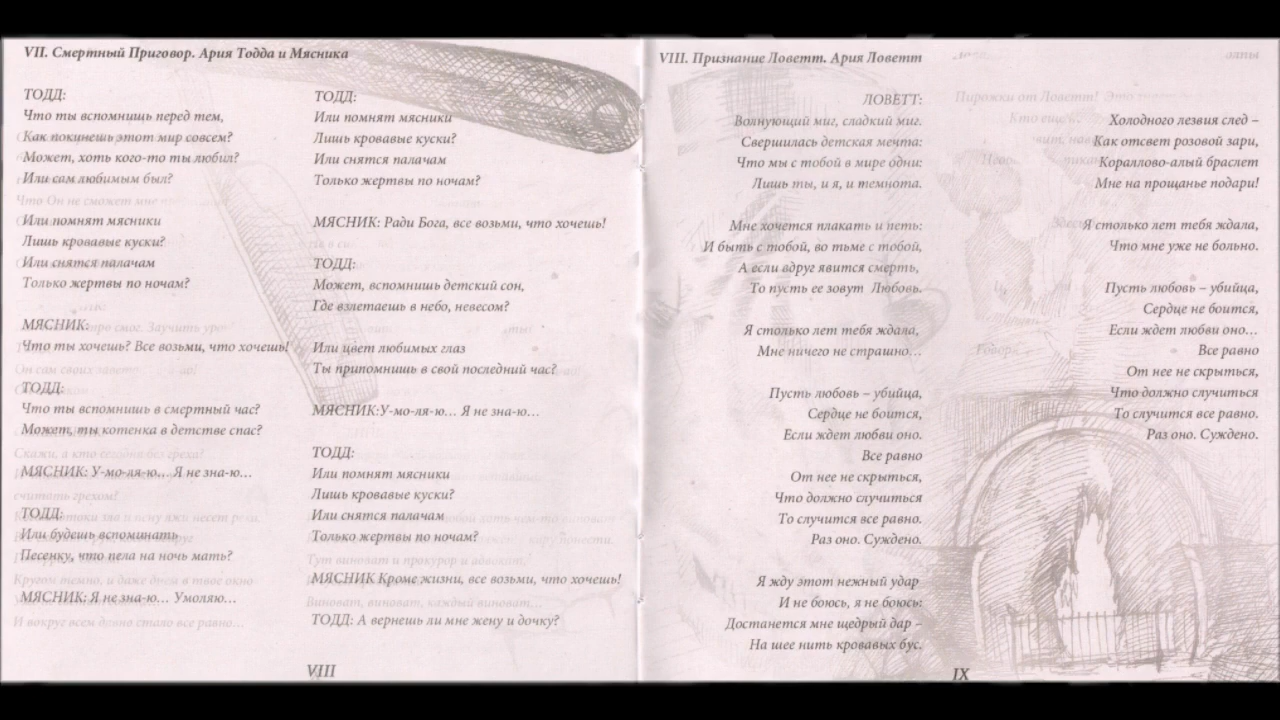 VII. Смертный Приговор. Ария Тодда и Мясника
ТОДД:
Что ты вспомнишь перед тем,
Как покинешь этот мир совсем?
Может, хоть кого-то ты любил?
Или сам любимым был?
Или помнят мясники
Лишь кровавые куски?
Или снятся палачам
Только жертвы по ночам?
МЯСНИК:
Что ты хочешь? Все возьми, что хочешь!
ТОДД:
Что ты вспомнишь в смертный час?
Может, ты котенка в детстве спас?
МЯСНИК: У-мо-ля-ю... Я не зна-ю...
ТОДД:
Или будешь вспоминать
Песенку, что пела на ночь мать?
МЯСНИК: Я не зна-ю... Умоляю...
ТОДД:
Или помнят мясники
Лишь кровавые куски?
Или снятся палачам
Только жертвы по ночам?
МЯСНИК: Ради Бога, все возьми, что хочешь!
ТОДД:
Может, вспомнишь детский сон,
Где взлетаешь в небо, невесом?
Или цвет любимых глаз
Ты припомнишь в свой последний час?
МЯСНИК:У-мо-ля-ю... Я не зна-ю...
ТОДД:
Или помнят мясники
Лишь кровавые куски?
Или снятся палачам
Только жертвы по ночам?
МЯСНИК Кроме жизни, все возьми, что хочешь!
ТОДД: А вернешь ли мне жену и дочку?
VIII
VIII. Признание Ловетт. Ария Ловетт
ЛОВЕТТ:
Волнующий миг, сладкий миг.
Свершилась детская мечта:
Что мы с тобой в мире одни:
Лишь ты, и я, и темнота.
Мне хочется плакать и петь:
И быть с тобой, во тьме с тобой,
А если вдруг явится смерть,
То пусть ее зовут Любовь.
Я столько лет тебя ждала,
Мне ничего не страшно...
Пусть любовь – убийца,
Сердце не боится,
Если ждет любви оно.
Все равно
От нее не скрыться,
Что должно случиться
То случится все равно.
Раз оно. Суждено.
Я жду этот нежный удар
И не боюсь, я не боюсь:
Достанется мне щедрый дар –
На шее нить кровавых бус.
Холодного лезвия след –
Как отсвет розовой зари,
Кораллово-алый браслет
Мне на прощанье подари!
Я столько лет тебя ждала,
Что мне уже не больно.
Пусть любовь – убийца,
Сердце не боится,
Если ждет любви оно...
Все равно
От нее не скрыться,
Что должно случиться
То случится все равно.
Раз оно. Суждено.
IX